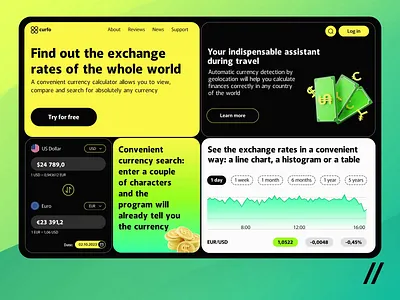 curfo
About Reviews News Support
Log in
Find out the exchange
rates of the whole world
A convenient currency calculator allows you to view,
compare and search for absolutely any currency
Try for free
Your indispensable assistant
during travel
Automatic currency detection by
geolocation will help you calculate
finances correctly in any country
of the world
Learn more
US Dollar
USD
$24 789,0
1 USD = 0,9430 EUR
Euro
EUR
€23 391,2
1 EUR = 1,06 USD
Date: 02.10.2023
Convenient
currency search:
enter a couple
of characters
and the
program will
already tell you
the currency
See the exchange rates in a convenient
way: a line chart, a histogram or a table
1 day
1 week
1 month
6 months
1 year
5 years
8:00
12:00
16:00
EUR/USD
1,0522
-0,0048
-0,45%